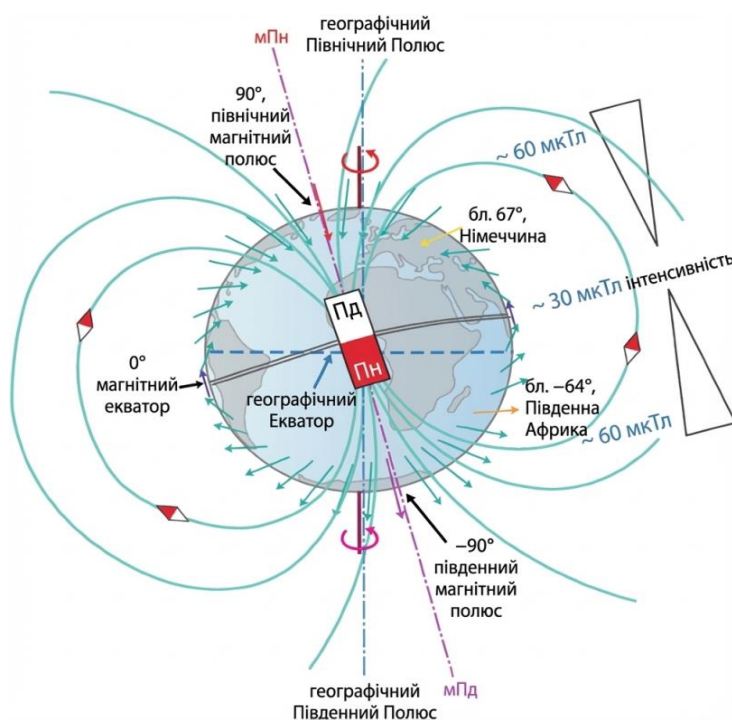 географічний
Північний Полюс
мПн
90°,
північний
магнітний
полюс
~ 60 мкТл
бл. 67°,
Німеччина
~ 30 мкТл інтенсивність
Пд
Пн
0°
магнітний
екватор
географічний
Екватор
бл. −64°,
Південна
Африка
~ 60 мкТл
−90°
південний
магнітний
полюс
географічний
Південний Полюс
мПд